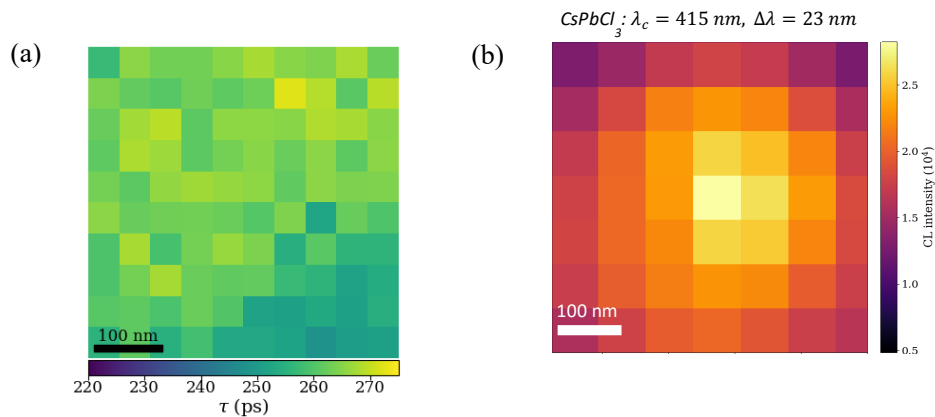 (a)
100 nm
220 230 240 250 260 270
τ (ps)
(b)
CsPbCl₃: λc = 415 nm, Δλ = 23 nm
100 nm
2.5
2.0
1.5
1.0
0.5
CL intensity (10⁴)